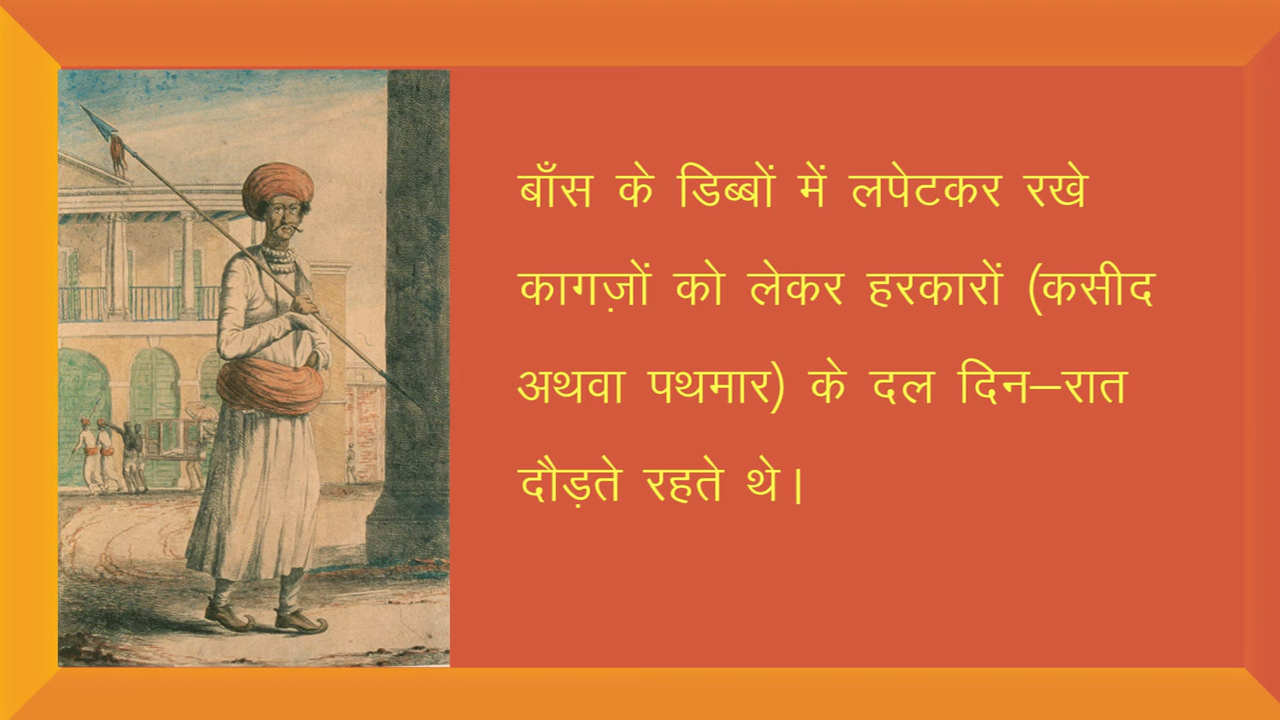 बाँस के डिब्बों में लपेटकर रखे
कागज़ों को लेकर हरकारों (कसीद
अथवा पथमार) के दल दिन–रात
दौड़ते रहते थे।